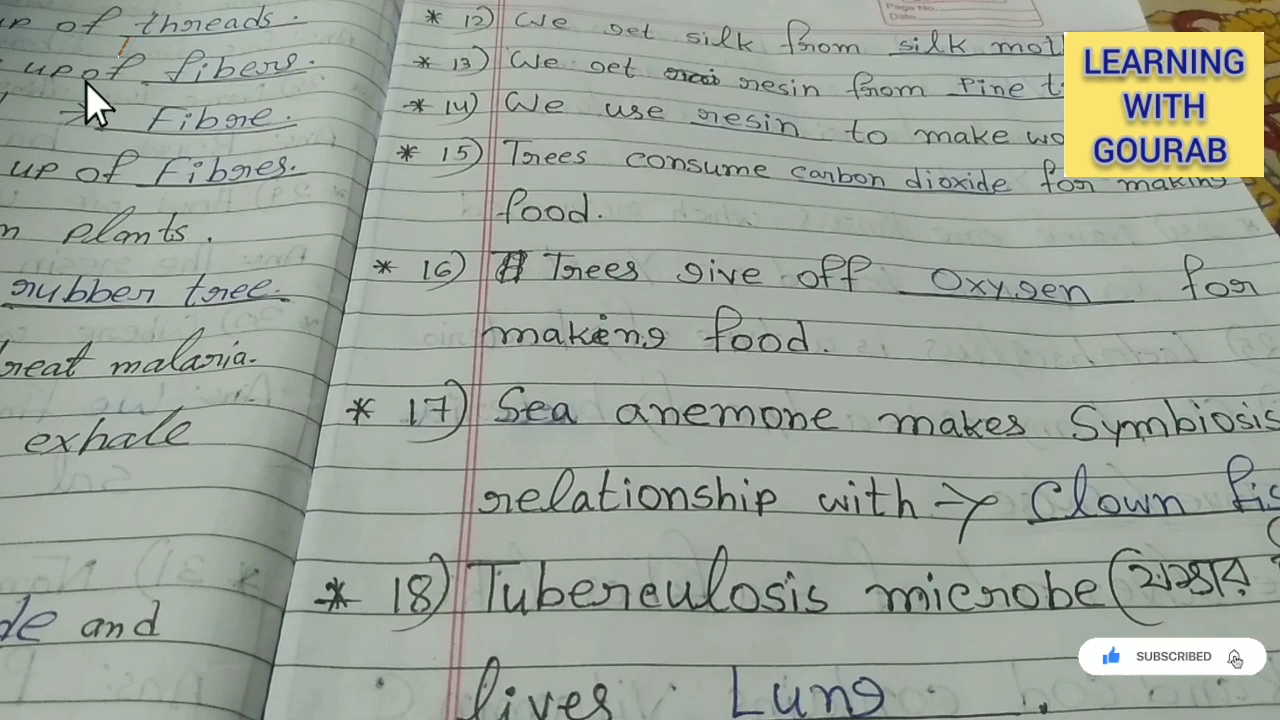 up of threads.
up of fibers.
→ Fibre.
up of Fibres.
plants.
rubber tree.
treat malaria.
exhale
and
Page No.
Date
* 12) We get silk from silk mot
* 13) We get resin from Pine t
* 14) We use resin to make wo
* 15) Trees consume carbon dioxide for making
food.
* 16) Trees give off Oxygen for
making food.
* 17) Sea anemone makes Symbiosis
relationship with → Clown fis
* 18) Tuberculosis microbe (
lives Lung.
LEARNING
WITH
GOURAB
SUBSCRIBED